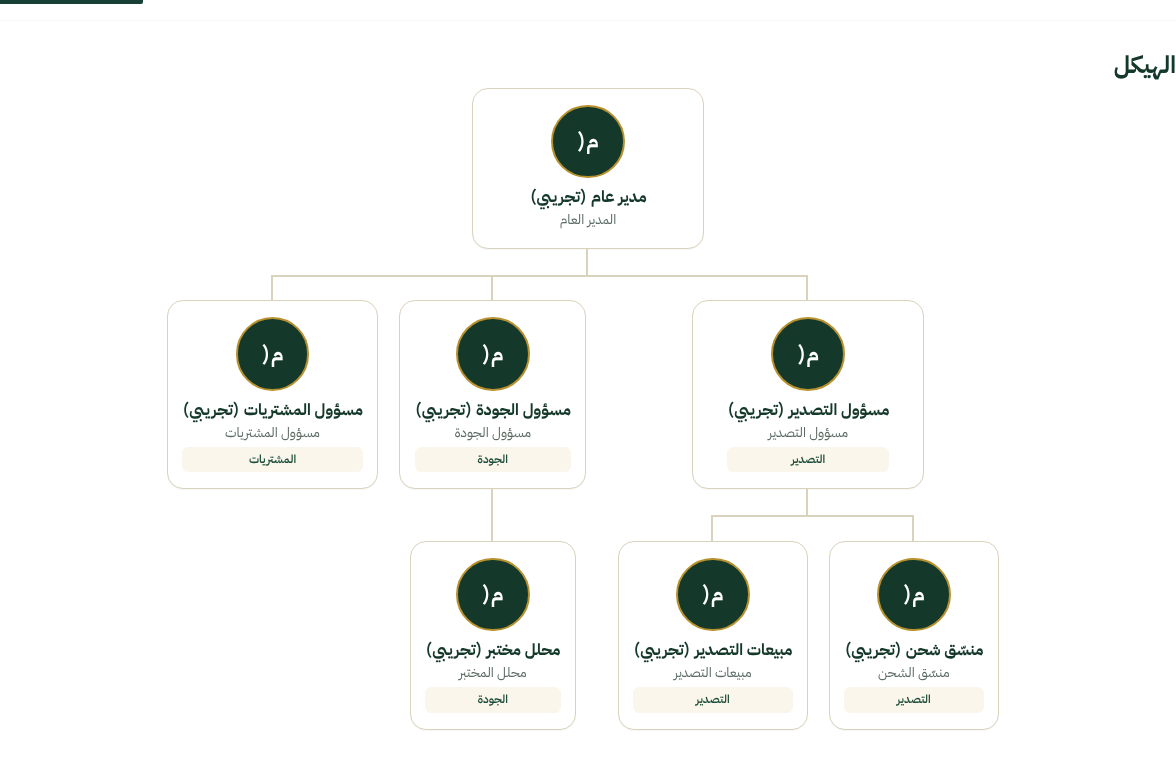 الهيكل
م(
مدير عام (تجريبي)
المدير العام
م(
مسؤول التصدير (تجريبي)
مسؤول التصدير
التصدير
م(
مسؤول الجودة (تجريبي)
مسؤول الجودة
الجودة
م(
مسؤول المشتريات (تجريبي)
مسؤول المشتريات
المشتريات
م(
منسّق شحن (تجريبي)
منسّق الشحن
التصدير
م(
مبيعات التصدير (تجريبي)
مبيعات التصدير
التصدير
م(
محلل مختبر (تجريبي)
محلل المختبر
الجودة